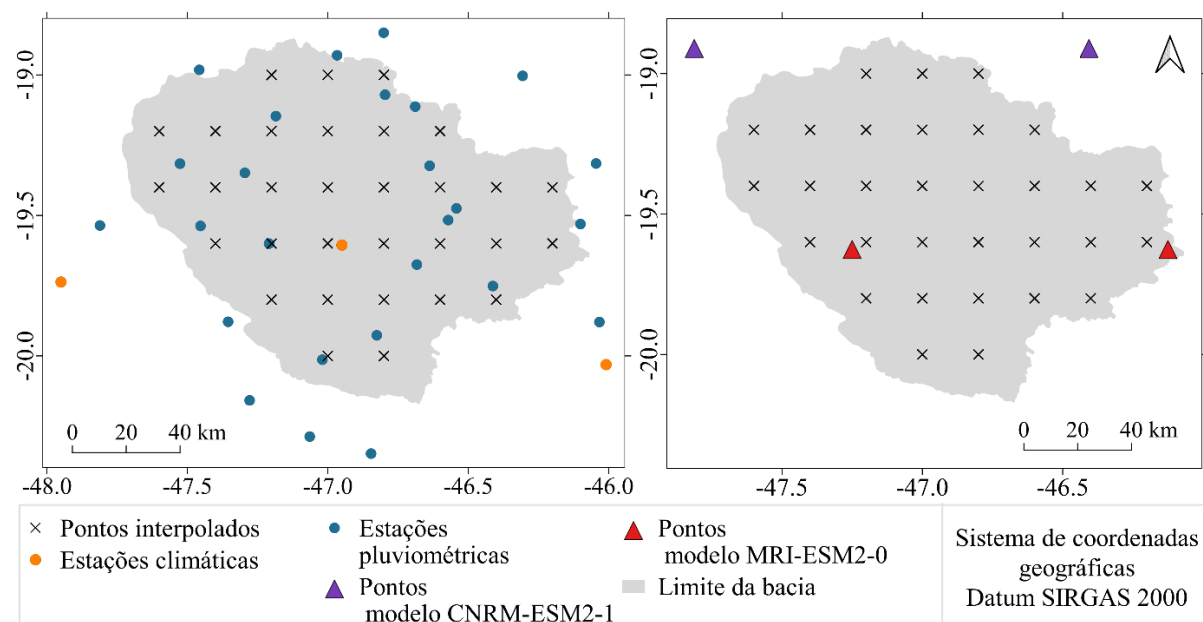 -19.0
-19.5
-20.0
0 20 40 km
-48.0 -47.5 -47.0 -46.5 -46.0
-19.0
-19.5
-20.0
0 20 40 km
-47.5 -47.0 -46.5
Pontos interpolados
Estações climáticas
Estações
pluviométricas
Pontos
modelo CNRM-ESM2-1
Pontos
modelo MRI-ESM2-0
Limite da bacia
Sistema de coordenadas
geográficas
Datum SIRGAS 2000